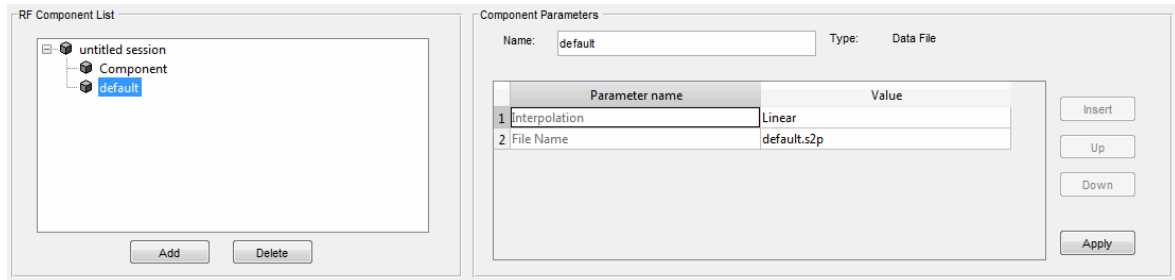 RF Component List
untitled session
Component
default
Add
Delete
Component Parameters
Name:
default
Type:
Data File
Parameter name
Value
1
Interpolation
Linear
2
File Name
default.s2p
Insert
Up
Down
Apply